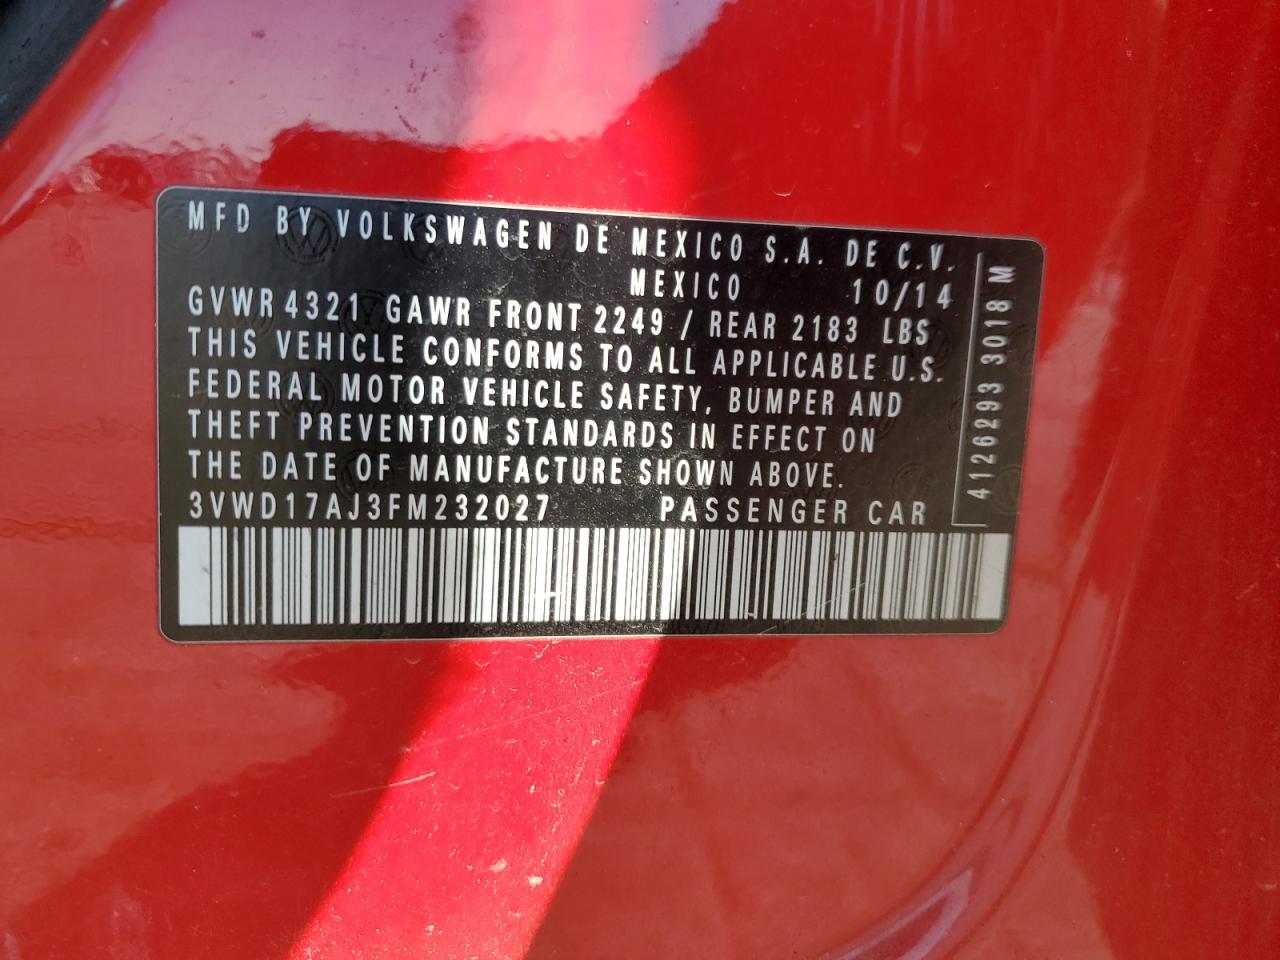 MFD BY VOLKSWAGEN DE MEXICO S.A. DE C.V.
MEXICO 10/14
GVWR 4321 GAWR FRONT 2249 / REAR 2183 LBS
THIS VEHICLE CONFORMS TO ALL APPLICABLE U.S.
FEDERAL MOTOR VEHICLE SAFETY, BUMPER AND
THEFT PREVENTION STANDARDS IN EFFECT ON
THE DATE OF MANUFACTURE SHOWN ABOVE.
3VWD17AJ3FM232027 PASSENGER CAR
4126293 3018 M